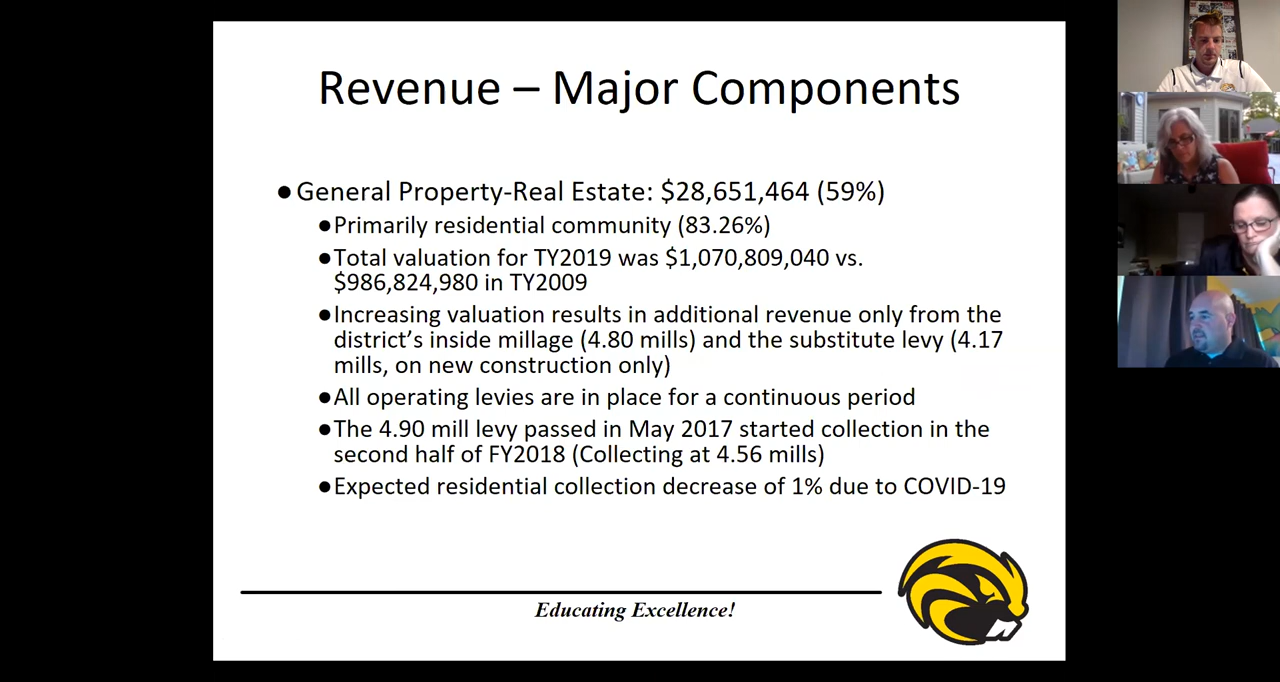 Revenue – Major Components
●General Property-Real Estate: $28,651,464 (59%)
●Primarily residential community (83.26%)
●Total valuation for TY2019 was $1,070,809,040 vs.
$986,824,980 in TY2009
●Increasing valuation results in additional revenue only from the
district’s inside millage (4.80 mills) and the substitute levy (4.17
mills, on new construction only)
●All operating levies are in place for a continuous period
●The 4.90 mill levy passed in May 2017 started collection in the
second half of FY2018 (Collecting at 4.56 mills)
●Expected residential collection decrease of 1% due to COVID-19
Educating Excellence!